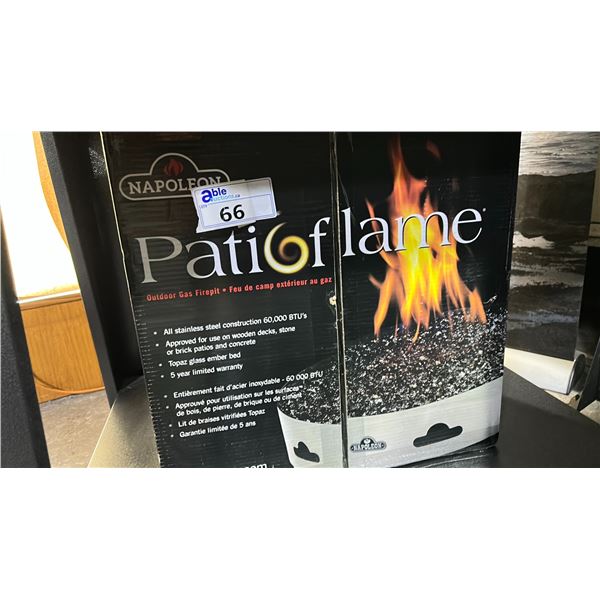 NAPOLEON
able
auctions.ca
66
Patioflame
Outdoor Gas Firepit • Feu de camp extérieur au gaz
• All stainless steel construction 60,000 BTU's
• Approved for use on wooden decks, stone
or brick patios and concrete
• Topaz glass ember bed
• 5 year limited warranty
• Entièrement fait d'acier inoxydable - 60 000 BTU
• Approuvé pour utilisation sur les surfaces
de bois, de pierre, de brique ou de ciment
• Lit de braises vitrifiées Topaz
• Garantie limitée de 5 ans
NAPOLEON